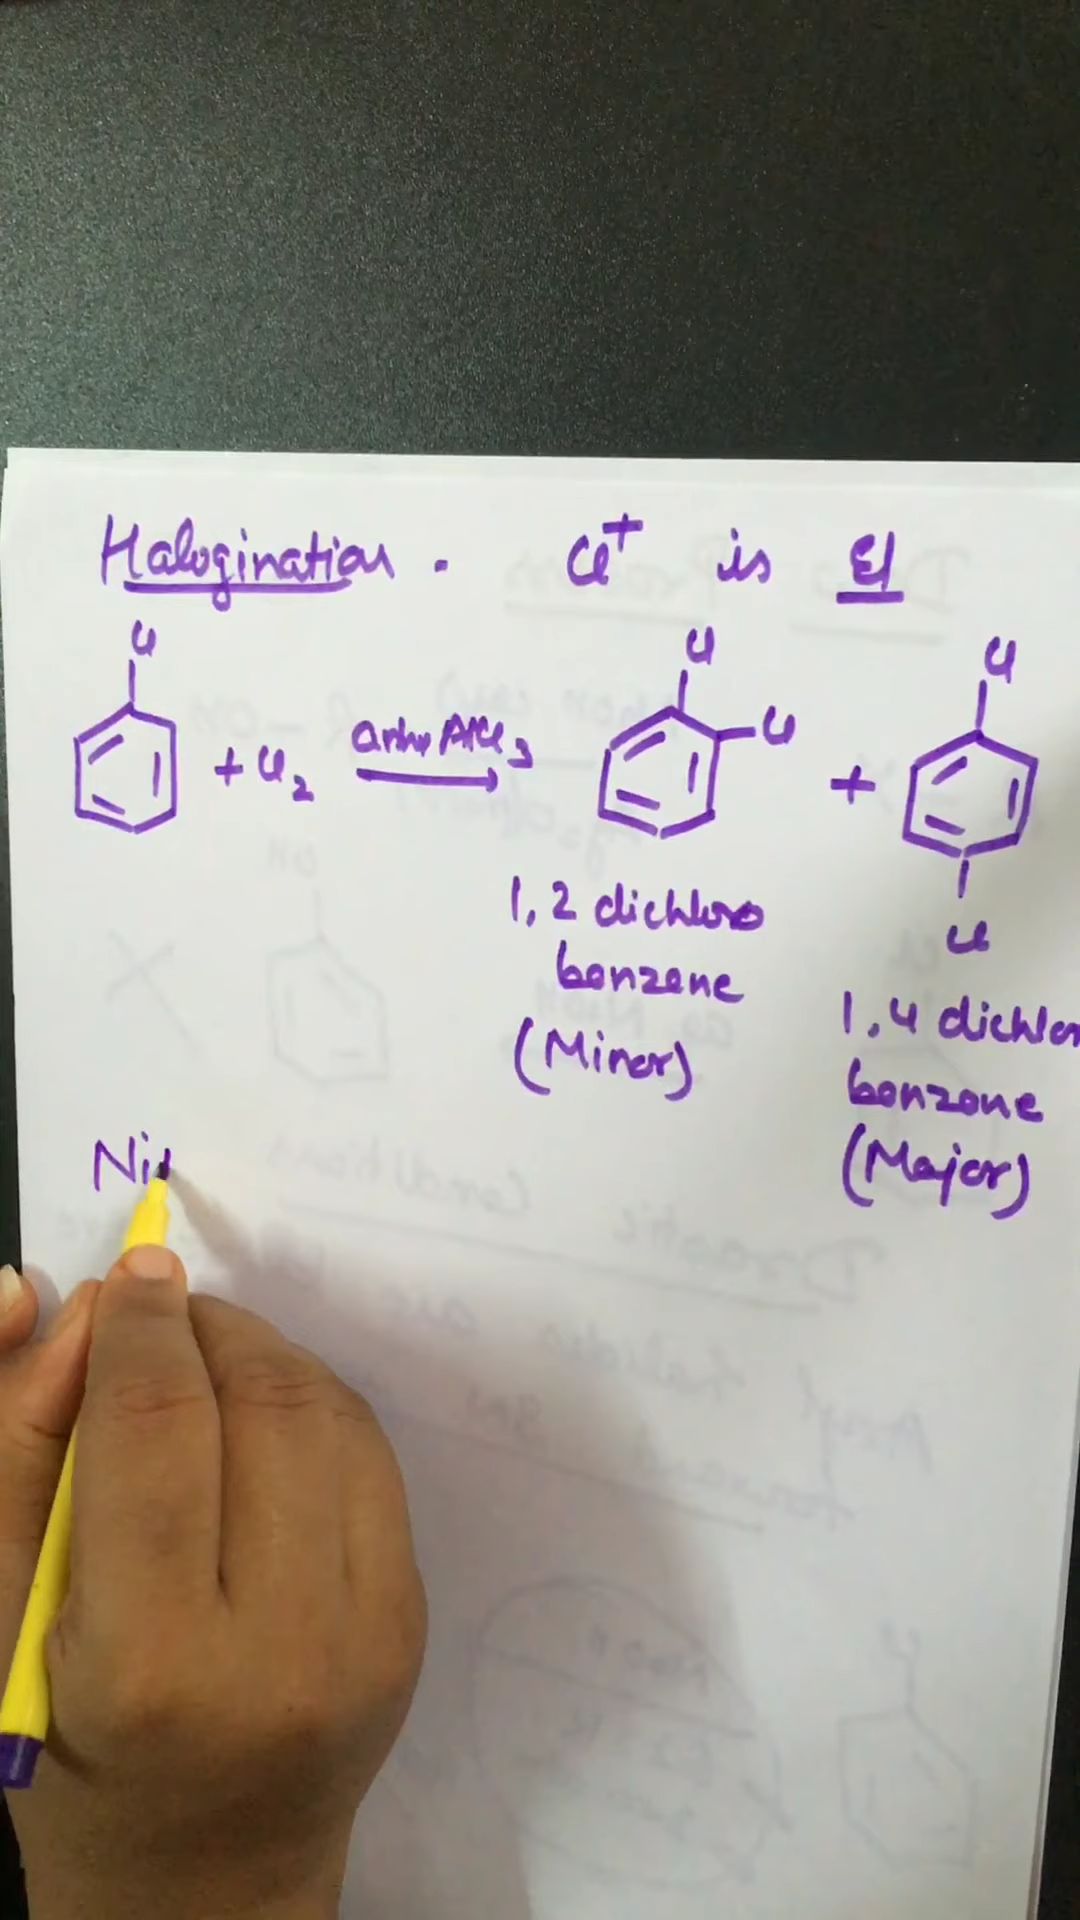 Halogination . Cl⁺ is El
Cl
+ Cl₂
anhy AlCl₃
Cl
Cl
+
Cl
Cl
1, 2 dichloro
benzene
(Minor)
1, 4 dichlor
benzene
(Major)
Ni